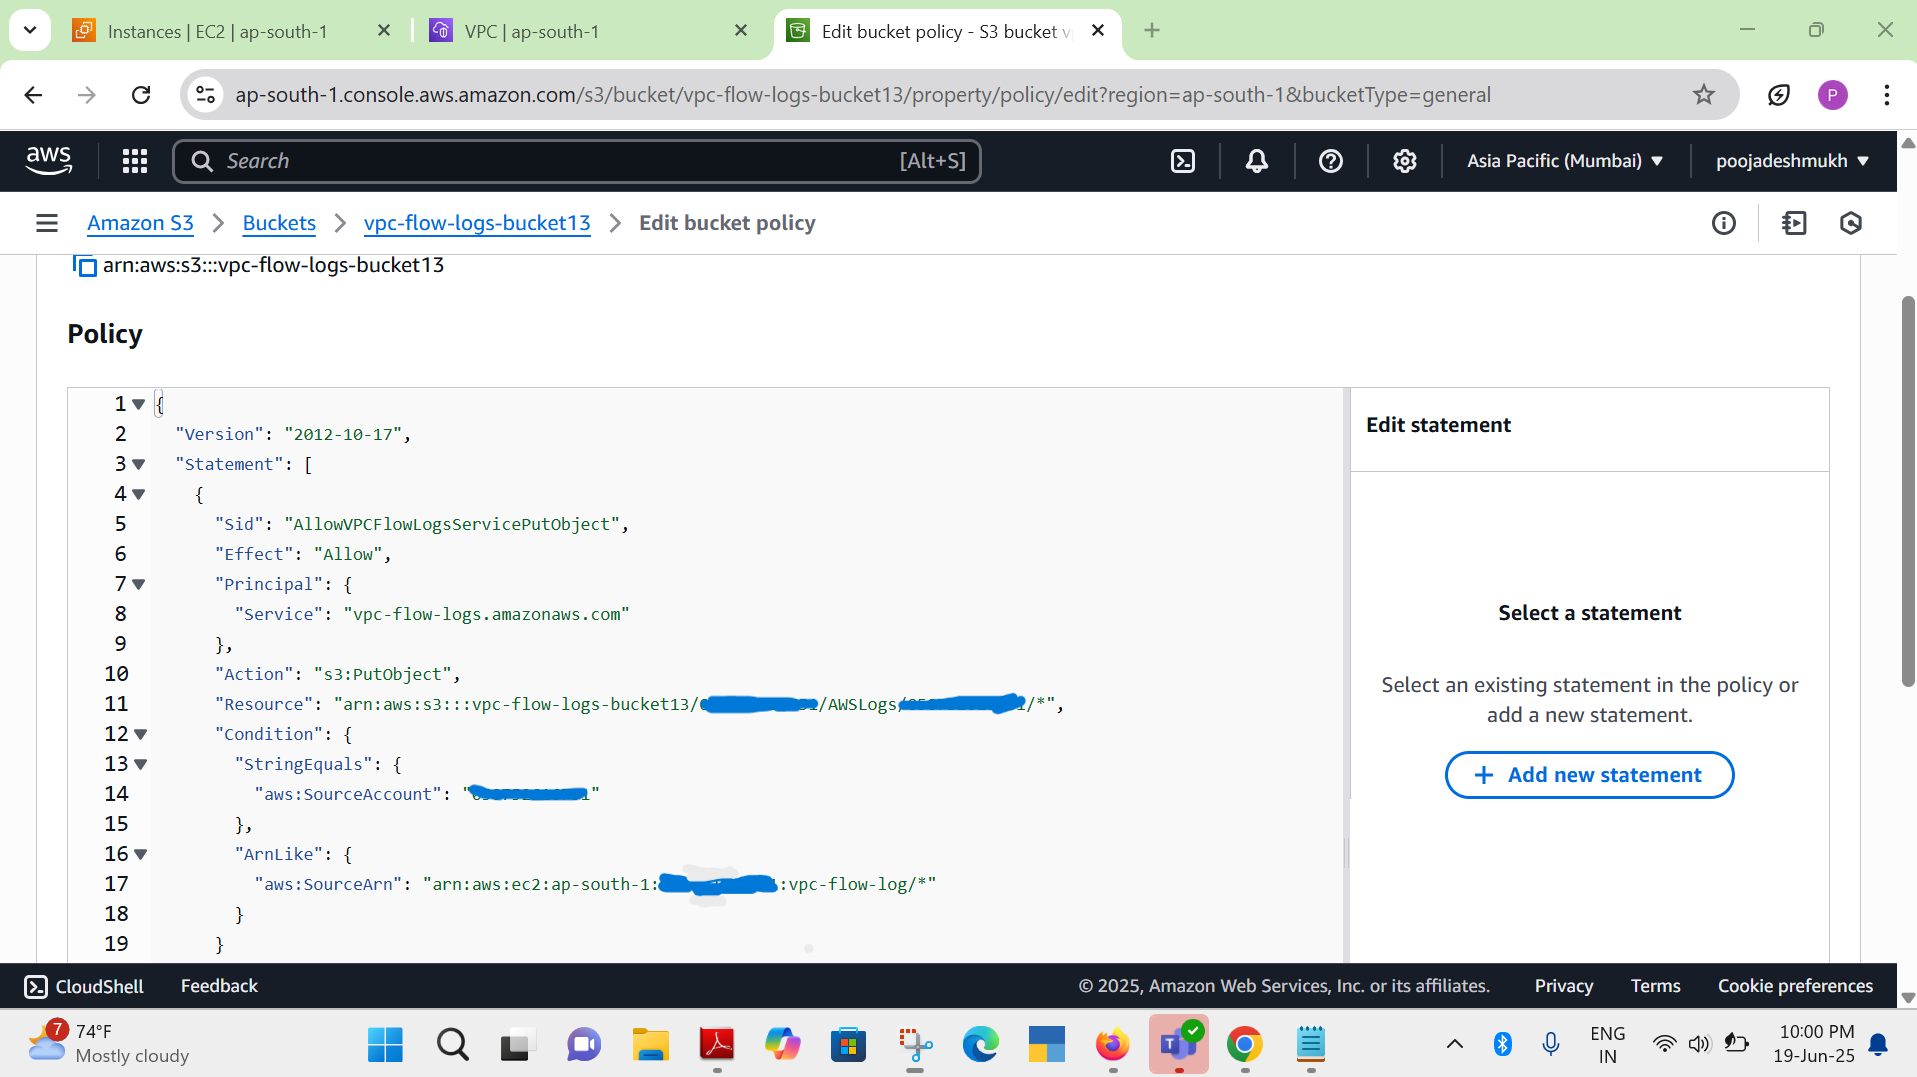 Instances | EC2 | ap-south-1
VPC | ap-south-1
Edit bucket policy - S3 bucket
ap-south-1.console.aws.amazon.com/s3/bucket/vpc-flow-logs-bucket13/property/policy/edit?region=ap-south-1&bucketType=general
P
aws
Search
[Alt+S]
Asia Pacific (Mumbai)
poojadeshmukh
Amazon S3
Buckets
vpc-flow-logs-bucket13
Edit bucket policy
arn:aws:s3:::vpc-flow-logs-bucket13
Policy
1 {
2 "Version": "2012-10-17",
3 "Statement": [
4 {
5 "Sid": "AllowVPCFlowLogsServicePutObject",
6 "Effect": "Allow",
7 "Principal": {
8 "Service": "vpc-flow-logs.amazonaws.com"
9 },
10 "Action": "s3:PutObject",
11 "Resource": "arn:aws:s3:::vpc-flow-logs-bucket13/ /AWSLogs/ /*",
12 "Condition": {
13 "StringEquals": {
14 "aws:SourceAccount": " "
15 },
16 "ArnLike": {
17 "aws:SourceArn": "arn:aws:ec2:ap-south-1: :vpc-flow-log/*"
18 }
19 }
Edit statement
Select a statement
Select an existing statement in the policy or
add a new statement.
+ Add new statement
CloudShell
Feedback
© 2025, Amazon Web Services, Inc. or its affiliates.
Privacy
Terms
Cookie preferences
7
74°F
Mostly cloudy
ENG
IN
10:00 PM
19-Jun-25